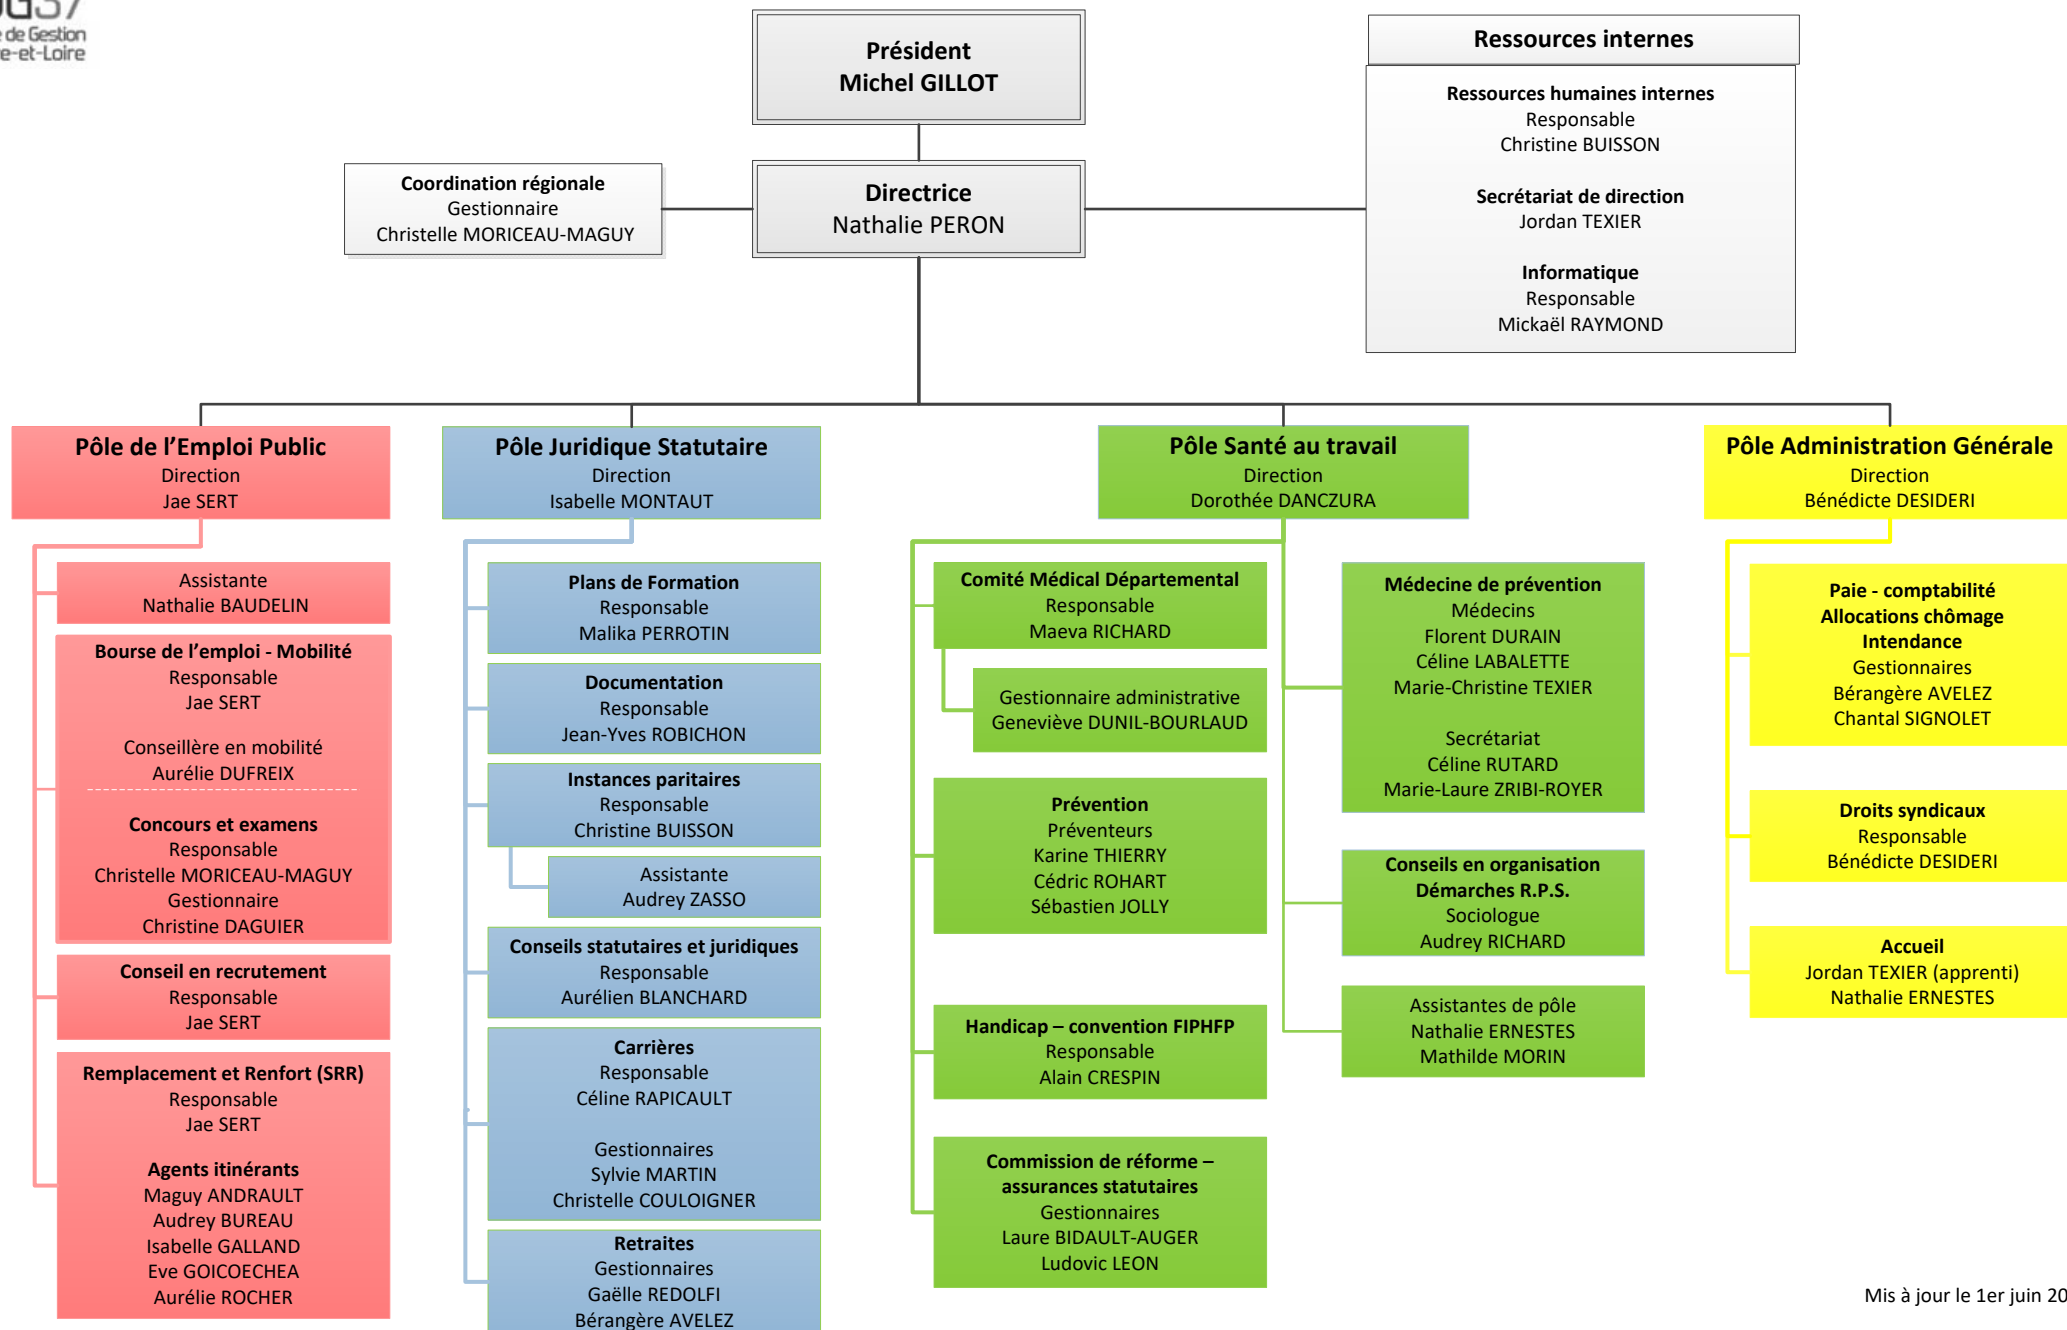 de Gestion
Président
Michel GILLOT
Ressources internes
Ressources humaines internes
Responsable
Christine BUISSON
Secrétariat de direction
Jordan TEXIER
Informatique
Responsable
Mickaël RAYMOND
Coordination régionale
Gestionnaire
Christelle MORICEAU-MAGUY
Directrice
Nathalie PERON
Pôle de l’Emploi Public
Direction
Jae SERT
Assistante
Nathalie BAUDELIN
Bourse de l’emploi - Mobilité
Responsable
Jae SERT
Conseillère en mobilité
Aurélie DUFREIX
Concours et examens
Responsable
Christelle MORICEAU-MAGUY
Gestionnaire
Christine DAGUIER
Conseil en recrutement
Responsable
Jae SERT
Remplacement et Renfort (SRR)
Responsable
Jae SERT
Agents itinérants
Maguy ANDRAULT
Audrey BUREAU
Isabelle GALLAND
Eve GOICOECHEA
Aurélie ROCHER
Pôle Juridique Statutaire
Direction
Isabelle MONTAUT
Plans de Formation
Responsable
Malika PERROTIN
Documentation
Responsable
Jean-Yves ROBICHON
Instances paritaires
Responsable
Christine BUISSON
Assistante
Audrey ZASSO
Conseils statutaires et juridiques
Responsable
Aurélien BLANCHARD
Carrières
Responsable
Céline RAPICAULT
Gestionnaires
Sylvie MARTIN
Christelle COULOIGNER
Retraites
Gestionnaires
Gaëlle REDOLFI
Bérangère AVELEZ
Pôle Santé au travail
Direction
Dorothée DANCZURA
Comité Médical Départemental
Responsable
Maeva RICHARD
Gestionnaire administrative
Geneviève DUNIL-BOURLAUD
Prévention
Préventeurs
Karine THIERRY
Cédric ROHART
Sébastien JOLLY
Handicap – convention FIPHFP
Responsable
Alain CRESPIN
Commission de réforme –
assurances statutaires
Gestionnaires
Laure BIDAULT-AUGER
Ludovic LEON
Médecine de prévention
Médecins
Florent DURAIN
Céline LABALETTE
Marie-Christine TEXIER
Secrétariat
Céline RUTARD
Marie-Laure ZRIBI-ROYER
Conseils en organisation
Démarches R.P.S.
Sociologue
Audrey RICHARD
Assistantes de pôle
Nathalie ERNESTES
Mathilde MORIN
Pôle Administration Générale
Direction
Bénédicte DESIDERI
Paie - comptabilité
Allocations chômage
Intendance
Gestionnaires
Bérangère AVELEZ
Chantal SIGNOLET
Droits syndicaux
Responsable
Bénédicte DESIDERI
Accueil
Jordan TEXIER (apprenti)
Nathalie ERNESTES
Mis à jour le 1er juin 20